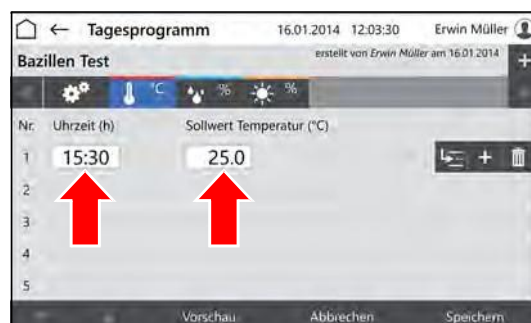 ← Tagesprogramm 16.01.2014 12:03:30 Erwin Müller
Bazillen Test erstellt von Erwin Müller am 16.01.2014 +
°C % %
Nr. Uhrzeit (h) Sollwert Temperatur (°C)
1 15:30 25.0 +
2
3
4
5
Vorschau Abbrechen Speichern